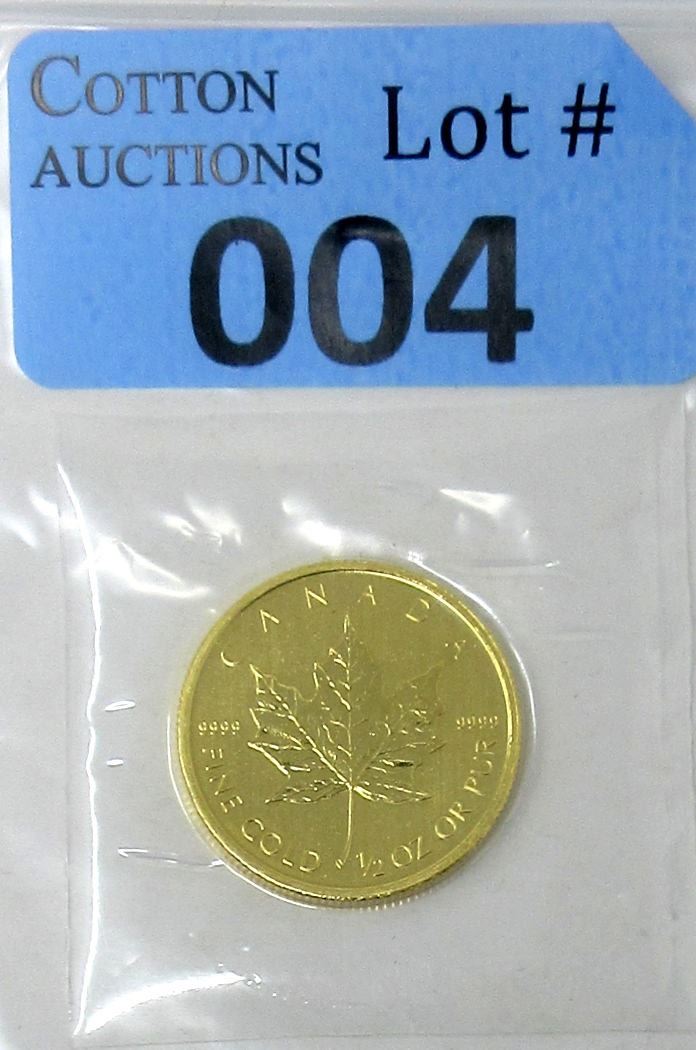 COTTON
AUCTIONS
Lot #
004
CANADA
9999
9999
FINE GOLD 1/2 OZ OR PUR